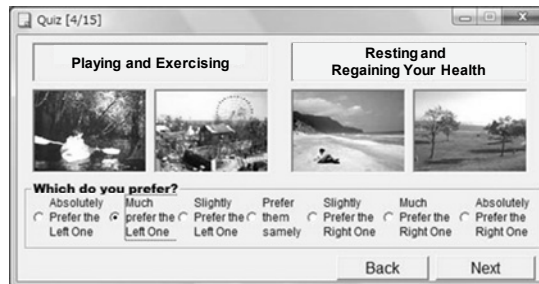 Quiz [4/15]
Playing and Exercising
Resting and
Regaining Your Health
Which do you prefer?
Absolutely
Prefer the
Left One
Much
prefer the
Left One
Slightly
Prefer the
Left One
Prefer
them
samely
Slightly
Prefer the
Right One
Much
Prefer the
Right One
Absolutely
Prefer the
Right One
Back
Next